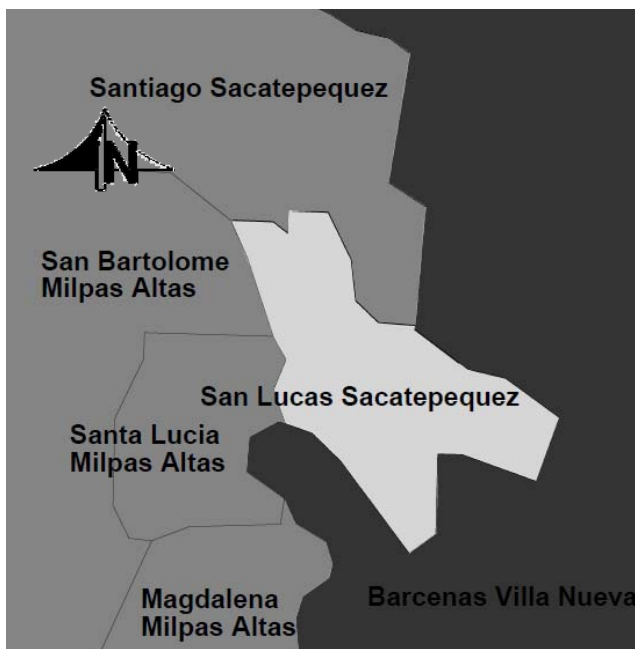 Santiago Sacatepequez
N
San Bartolome
Milpas Altas
San Lucas Sacatepequez
Santa Lucia
Milpas Altas
Magdalena
Milpas Altas
Barcenas Villa Nueva